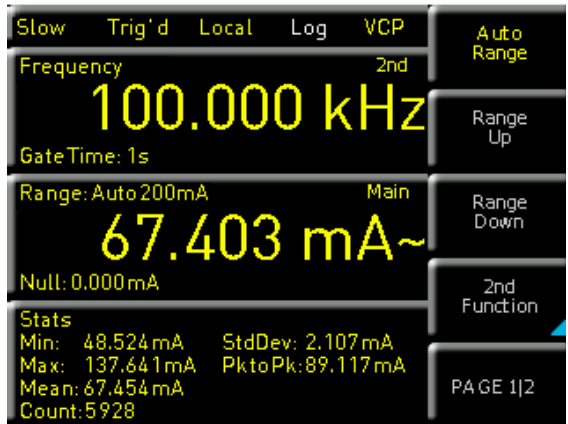 Slow Trig'd Local Log VCP
Frequency 2nd
100.000 kHz
GateTime: 1s
Range: Auto 200mA Main
67.403 mA~
Null: 0.000mA
Stats
Min: 48.524mA StdDev: 2.107mA
Max: 137.641mA PktoPk: 89.117mA
Mean: 67.454mA
Count: 5928
Auto
Range
Range
Up
Range
Down
2nd
Function
PAGE 1|2